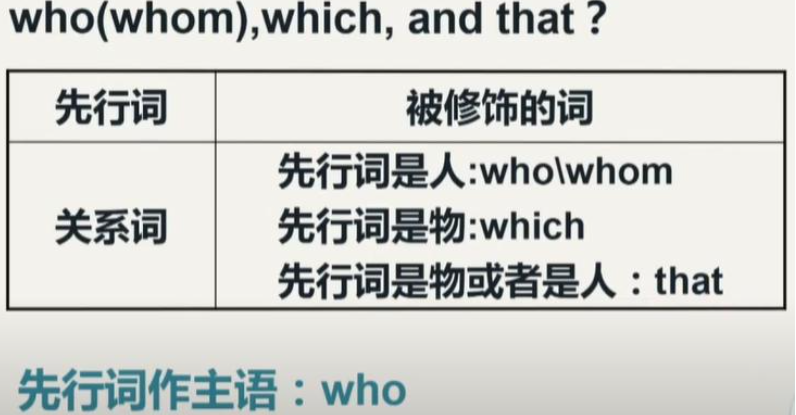 who(whom),which, and that？
先行词 被修饰的词
关系词
先行词是人:who\whom
先行词是物:which
先行词是物或者是人：that
先行词作主语：who